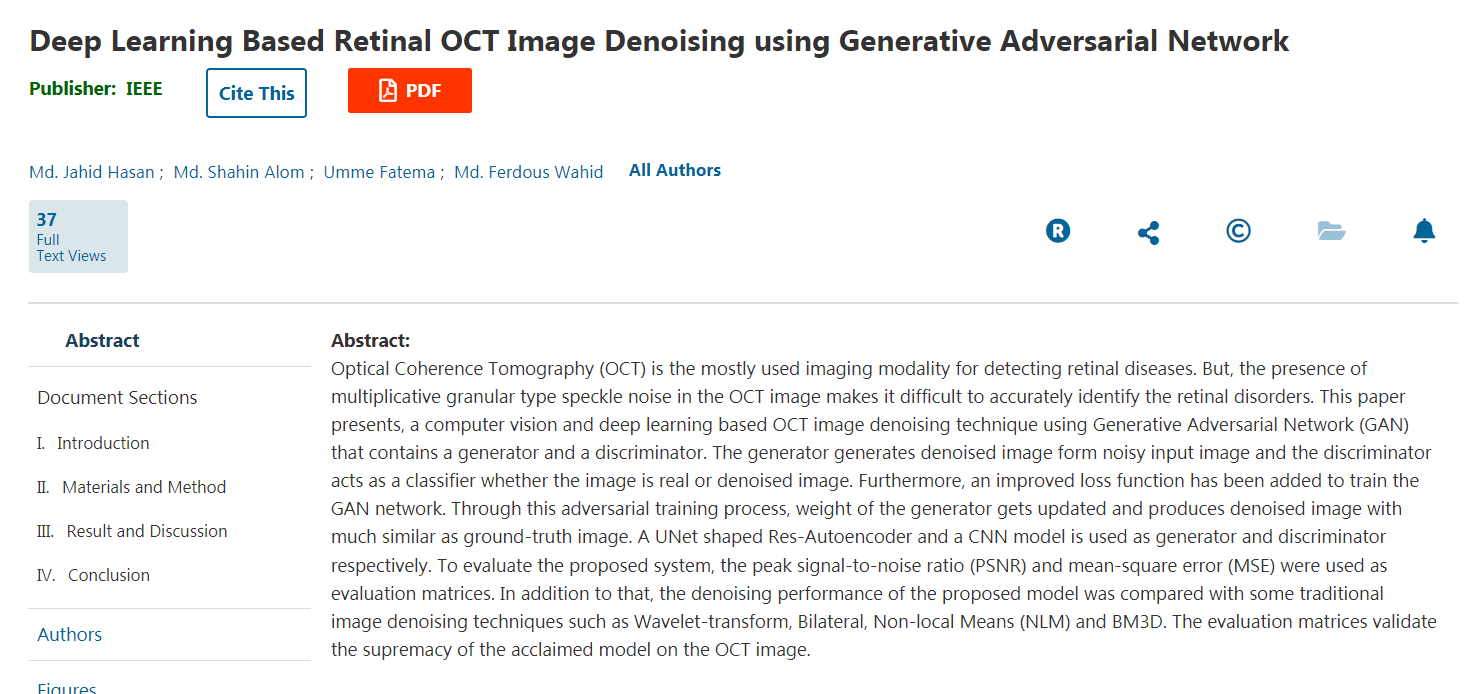 Deep Learning Based Retinal OCT Image Denoising using Generative Adversarial Network
Publisher: IEEE
Cite This
PDF
Md. Jahid Hasan ; Md. Shahin Alom ; Umme Fatema ; Md. Ferdous Wahid All Authors
37
Full
Text Views
R
C
Abstract
Document Sections
I. Introduction
II. Materials and Method
III. Result and Discussion
IV. Conclusion
Authors
Figures
Abstract:
Optical Coherence Tomography (OCT) is the mostly used imaging modality for detecting retinal diseases. But, the presence of
multiplicative granular type speckle noise in the OCT image makes it difficult to accurately identify the retinal disorders. This paper
presents, a computer vision and deep learning based OCT image denoising technique using Generative Adversarial Network (GAN)
that contains a generator and a discriminator. The generator generates denoised image form noisy input image and the discriminator
acts as a classifier whether the image is real or denoised image. Furthermore, an improved loss function has been added to train the
GAN network. Through this adversarial training process, weight of the generator gets updated and produces denoised image with
much similar as ground-truth image. A UNet shaped Res-Autoencoder and a CNN model is used as generator and discriminator
respectively. To evaluate the proposed system, the peak signal-to-noise ratio (PSNR) and mean-square error (MSE) were used as
evaluation matrices. In addition to that, the denoising performance of the proposed model was compared with some traditional
image denoising techniques such as Wavelet-transform, Bilateral, Non-local Means (NLM) and BM3D. The evaluation matrices validate
the supremacy of the acclaimed model on the OCT image.